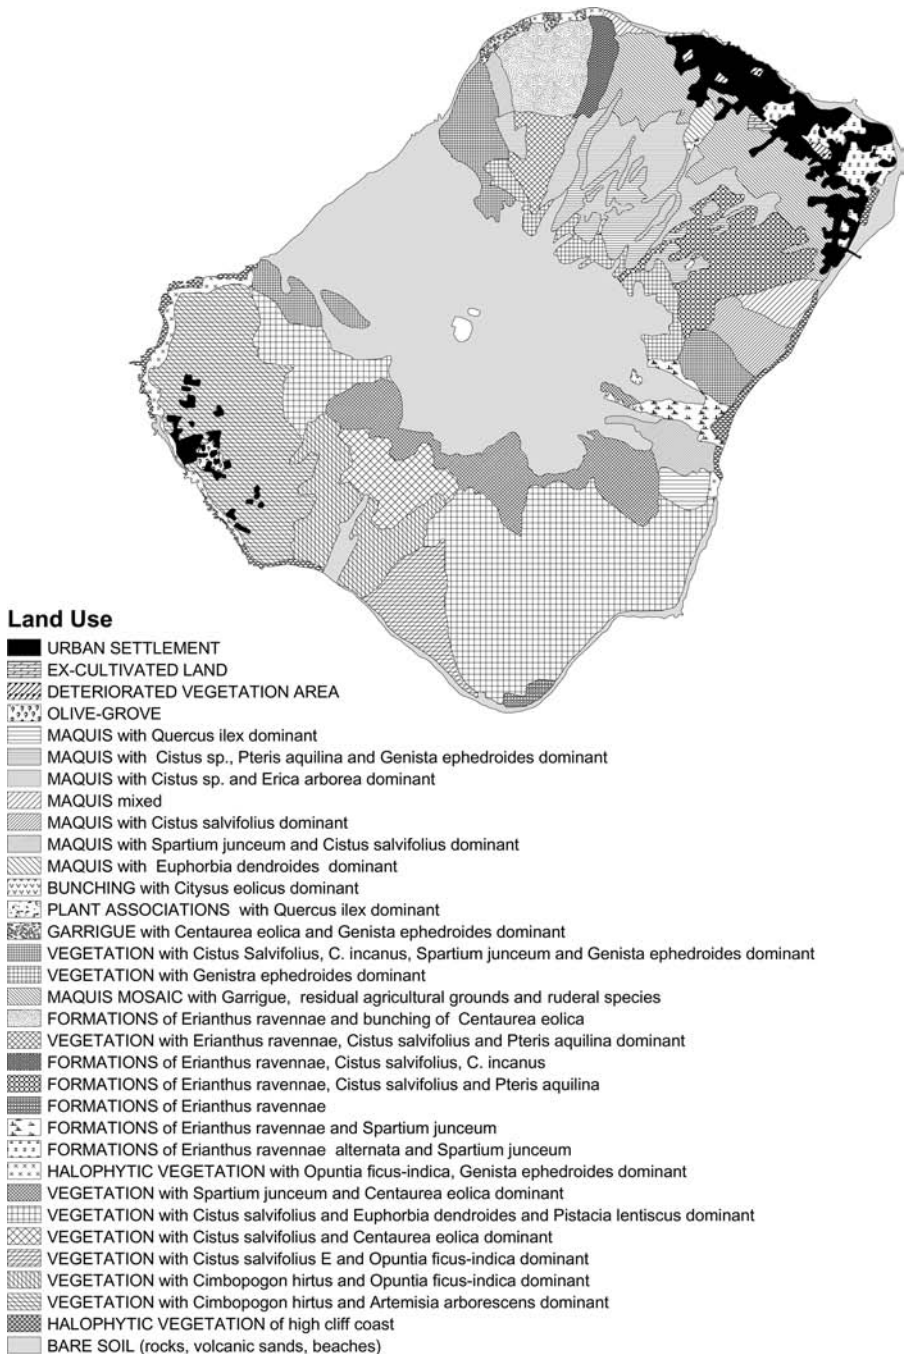 Land Use
URBAN SETTLEMENT
EX-CULTIVATED LAND
DETERIORATED VEGETATION AREA
OLIVE-GROVE
MAQUIS with Quercus ilex dominant
MAQUIS with Cistus sp., Pteris aquilina and Genista ephedroides dominant
MAQUIS with Cistus sp. and Erica arborea dominant
MAQUIS mixed
MAQUIS with Cistus salvifolius dominant
MAQUIS with Spartium junceum and Cistus salvifolius dominant
MAQUIS with Euphorbia dendroides dominant
BUNCHING with Citysus eolicus dominant
PLANT ASSOCIATIONS with Quercus ilex dominant
GARRIGUE with Centaurea eolica and Genista ephedroides dominant
VEGETATION with Cistus Salvifolius, C. incanus, Spartium junceum and Genista ephedroides dominant
VEGETATION with Genistra ephedroides dominant
MAQUIS MOSAIC with Garrigue, residual agricultural grounds and ruderal species
FORMATIONS of Erianthus ravennae and bunching of Centaurea eolica
VEGETATION with Erianthus ravennae, Cistus salvifolius and Pteris aquilina dominant
FORMATIONS of Erianthus ravennae, Cistus salvifolius, C. incanus
FORMATIONS of Erianthus ravennae, Cistus salvifolius and Pteris aquilina
FORMATIONS of Erianthus ravennae
FORMATIONS of Erianthus ravennae and Spartium junceum
FORMATIONS of Erianthus ravennae alternata and Spartium junceum
HALOPHYTIC VEGETATION with Opuntia ficus-indica, Genista ephedroides dominant
VEGETATION with Spartium junceum and Centaurea eolica dominant
VEGETATION with Cistus salvifolius and Euphorbia dendroides and Pistacia lentiscus dominant
VEGETATION with Cistus salvifolius and Centaurea eolica dominant
VEGETATION with Cistus salvifolius E and Opuntia ficus-indica dominant
VEGETATION with Cimbopogon hirtus and Opuntia ficus-indica dominant
VEGETATION with Cimbopogon hirtus and Artemisia arborescens dominant
HALOPHYTIC VEGETATION of high cliff coast
BARE SOIL (rocks, volcanic sands, beaches)